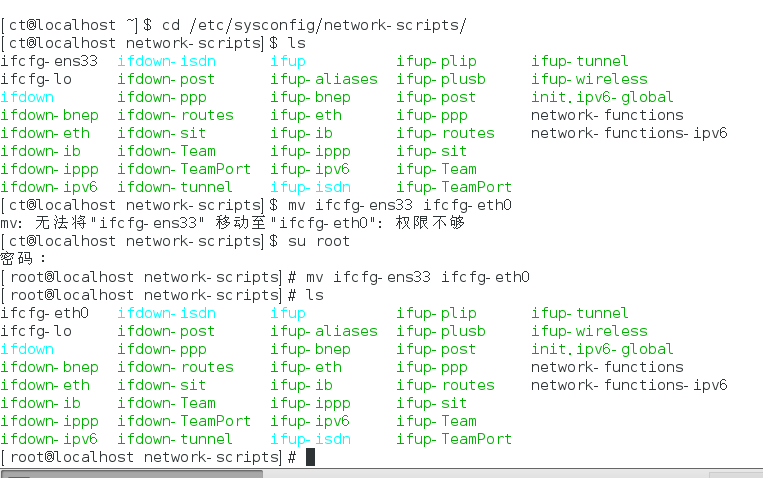 [ct@localhost ~]$ cd /etc/sysconfig/network-scripts/
[ct@localhost network-scripts]$ ls
ifcfg-ens33  ifdown-isdn      ifup          ifup-plip      ifup-tunnel
ifcfg-lo     ifdown-post      ifup-aliases  ifup-plusb     ifup-wireless
ifdown       ifdown-ppp       ifup-bnep     ifup-post      init.ipv6-global
ifdown-bnep  ifdown-routes    ifup-eth      ifup-ppp       network-functions
ifdown-eth   ifdown-sit       ifup-ib       ifup-routes    network-functions-ipv6
ifdown-ib    ifdown-Team      ifup-ippp     ifup-sit
ifdown-ippp  ifdown-TeamPort  ifup-ipv6     ifup-Team
ifdown-ipv6  ifdown-tunnel    ifup-isdn     ifup-TeamPort
[ct@localhost network-scripts]$ mv ifcfg-ens33 ifcfg-eth0
mv: 无法将"ifcfg-ens33" 移动至"ifcfg-eth0": 权限不够
[ct@localhost network-scripts]$ su root
密码：
[root@localhost network-scripts]# mv ifcfg-ens33 ifcfg-eth0
[root@localhost network-scripts]# ls
ifcfg-eth0   ifdown-isdn      ifup          ifup-plip      ifup-tunnel
ifcfg-lo     ifdown-post      ifup-aliases  ifup-plusb     ifup-wireless
ifdown       ifdown-ppp       ifup-bnep     ifup-post      init.ipv6-global
ifdown-bnep  ifdown-routes    ifup-eth      ifup-ppp       network-functions
ifdown-eth   ifdown-sit       ifup-ib       ifup-routes    network-functions-ipv6
ifdown-ib    ifdown-Team      ifup-ippp     ifup-sit
ifdown-ippp  ifdown-TeamPort  ifup-ipv6     ifup-Team
ifdown-ipv6  ifdown-tunnel    ifup-isdn     ifup-TeamPort
[root@localhost network-scripts]#